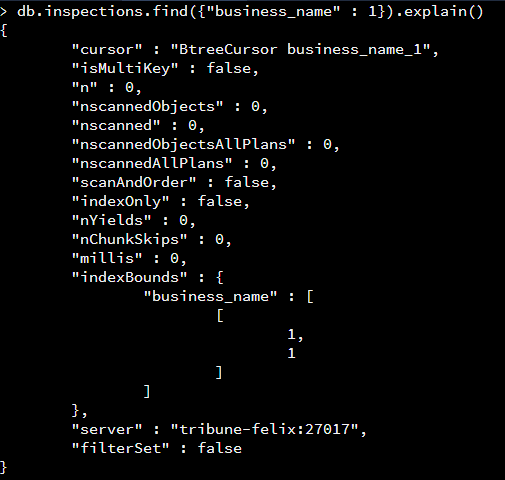 > db.inspections.find({"business_name" : 1}).explain()
{
        "cursor" : "BtreeCursor business_name_1",
        "isMultiKey" : false,
        "n" : 0,
        "nscannedObjects" : 0,
        "nscanned" : 0,
        "nscannedObjectsAllPlans" : 0,
        "nscannedAllPlans" : 0,
        "scanAndOrder" : false,
        "indexOnly" : false,
        "nYields" : 0,
        "nChunkSkips" : 0,
        "millis" : 0,
        "indexBounds" : {
                "business_name" : [
                        [
                                1,
                                1
                        ]
                ]
        },
        "server" : "tribune-felix:27017",
        "filterSet" : false
}